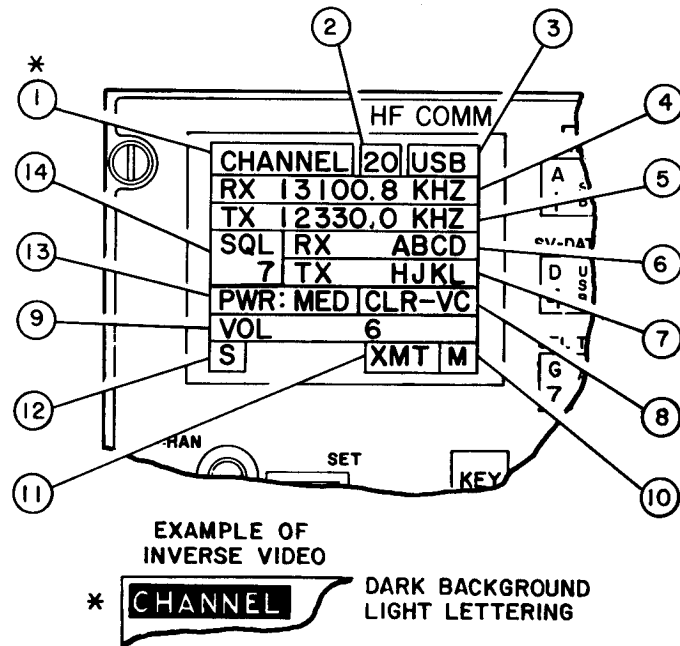 2 3
*
1 HF COMM 4
CHANNEL 20 USB
14 RX 13100.8 KHZ 5
TX 12330.0 KHZ
SQL RX ABCD 6
13 7 TX HJKL
PWR: MED CLR-VC 7
9 VOL 6
S XMT M 8
12
11 SET KEY 10
A
D
U
S
G
7
EXAMPLE OF
INVERSE VIDEO
* CHANNEL DARK BACKGROUND
LIGHT LETTERING